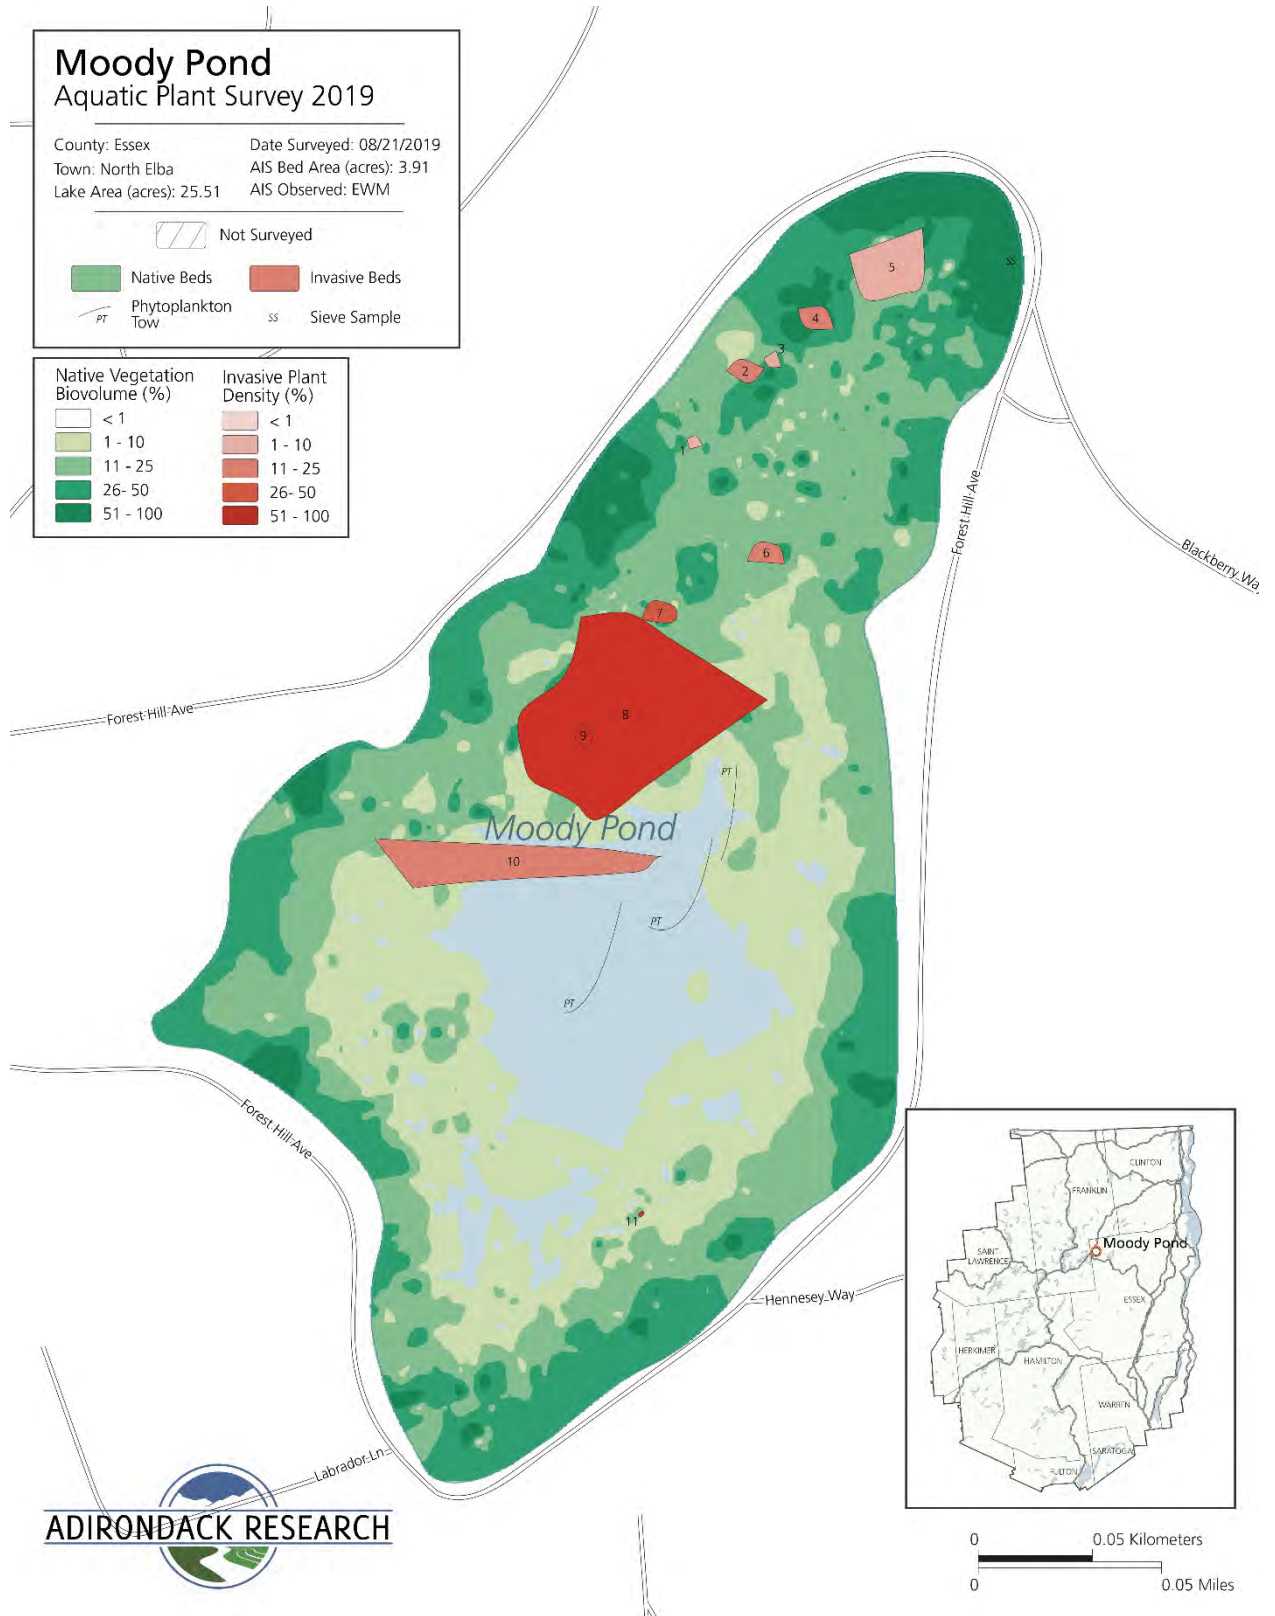 Moody Pond
Aquatic Plant Survey 2019
County: Essex
Town: North Elba
Lake Area (acres): 25.51
Date Surveyed: 08/21/2019
AIS Bed Area (acres): 3.91
AIS Observed: EWM
Not Surveyed
Native Beds
Invasive Beds
PT
Phytoplankton
Tow
SS
Sieve Sample
Native Vegetation
Biovolume (%)
< 1
1 - 10
11 - 25
26- 50
51 - 100
Invasive Plant
Density (%)
< 1
1 - 10
11 - 25
26- 50
51 - 100
SS
5
4
3
2
1
6
7
8
9
10
11
Moody Pond
PT
PT
PT
Forest Hill Ave
Blackberry Wa
Forest Hill Ave
Forest Hill Ave
Hennesey Way
Labrador Ln
CLINTON
FRANKLIN
SAINT
LAWRENCE
Moody Pond
ESSEX
HERKIMER
HAMILTON
WARREN
SARATOGA
FULTON
ADIRONDACK RESEARCH
0
0.05 Kilometers
0
0.05 Miles